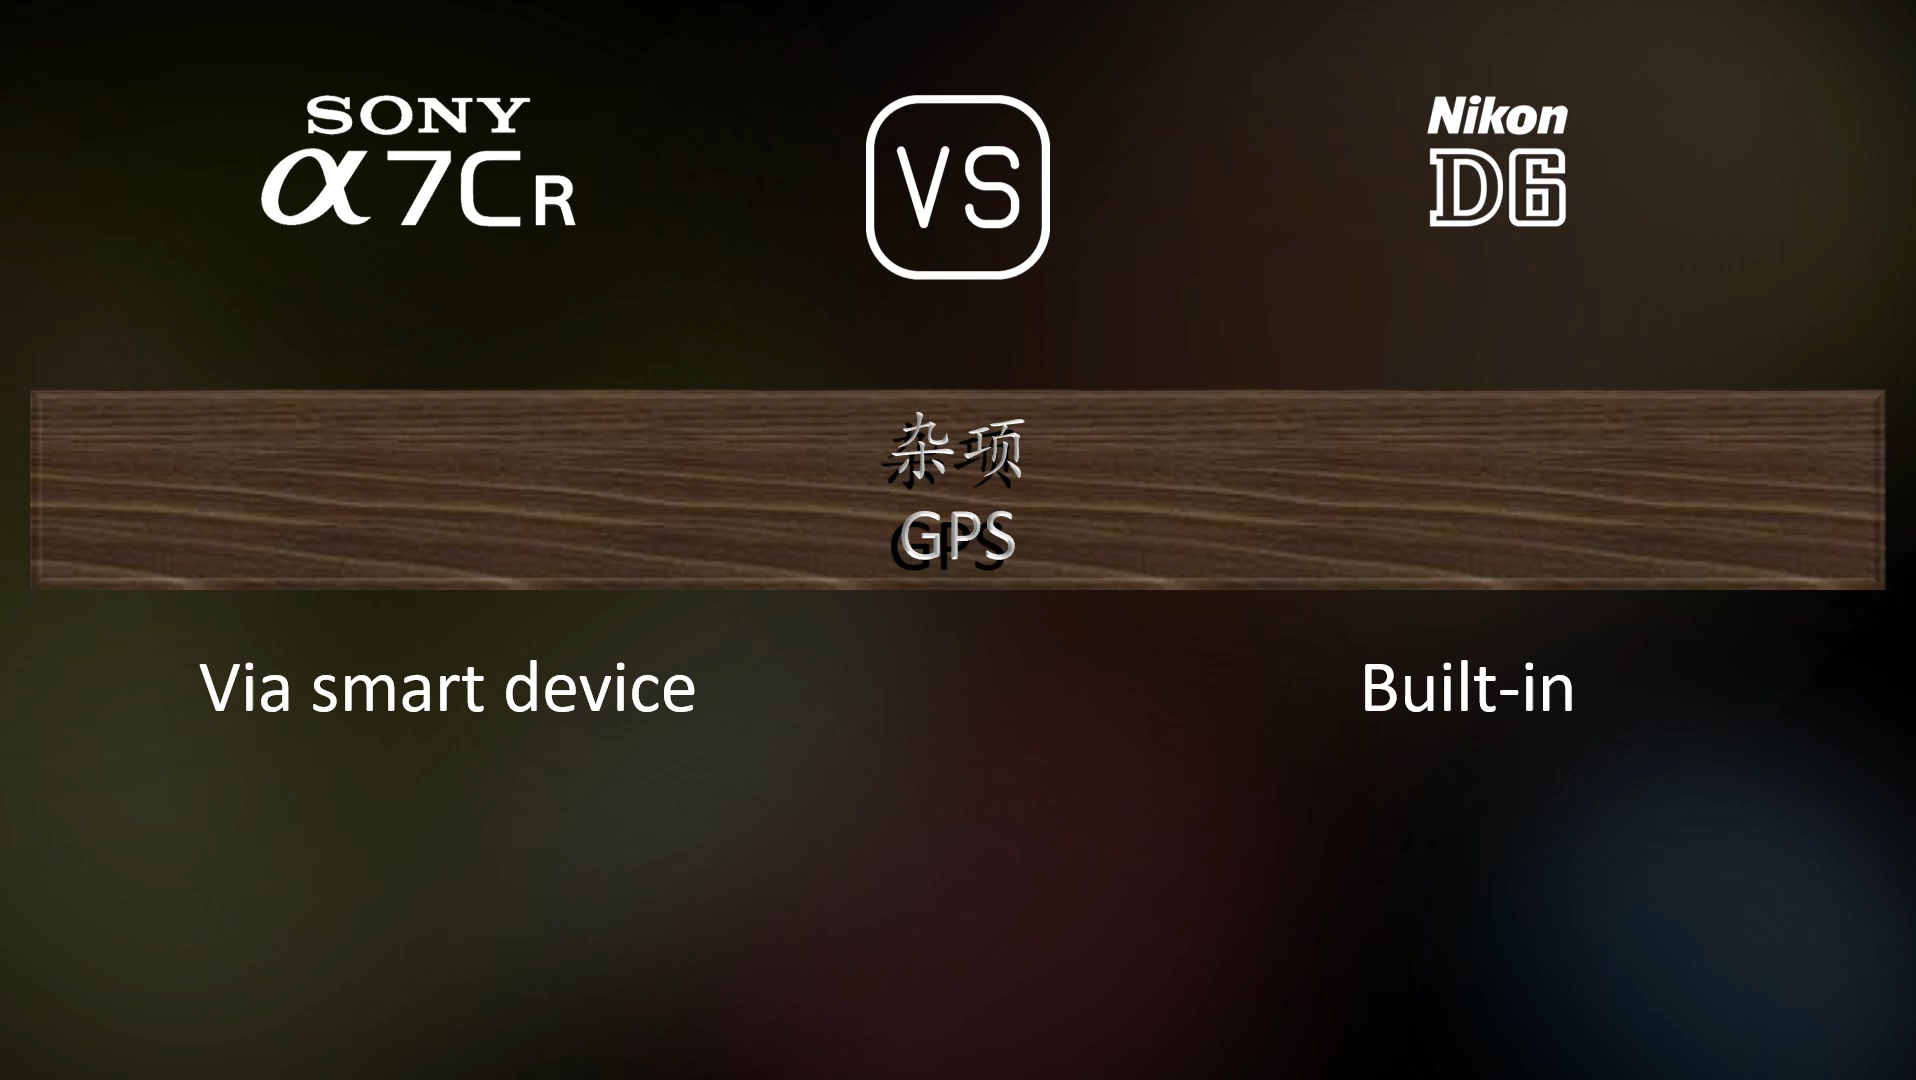 SONY
α7CR
VS
Nikon
D6
杂项
GPS
Via smart device
Built-in